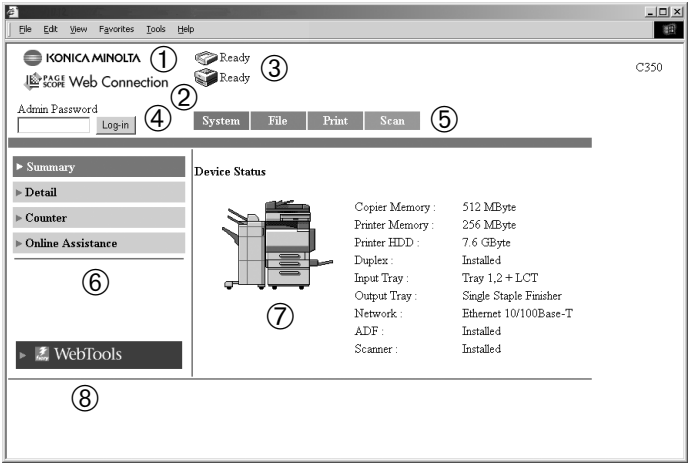 File Edit View Favorites Tools Help
KONICA MINOLTA ① Ready
PAGE SCOPE Web Connection Ready ③
C350
②
Admin Password
Log-in ④ System File Print Scan ⑤
Summary
Detail
Counter
Online Assistance
⑥
WebTools
⑧
Device Status
⑦
Copier Memory : 512 MByte
Printer Memory : 256 MByte
Printer HDD : 7.6 GByte
Duplex : Installed
Input Tray : Tray 1,2 + LCT
Output Tray : Single Staple Finisher
Network : Ethernet 10/100Base-T
ADF : Installed
Scanner : Installed